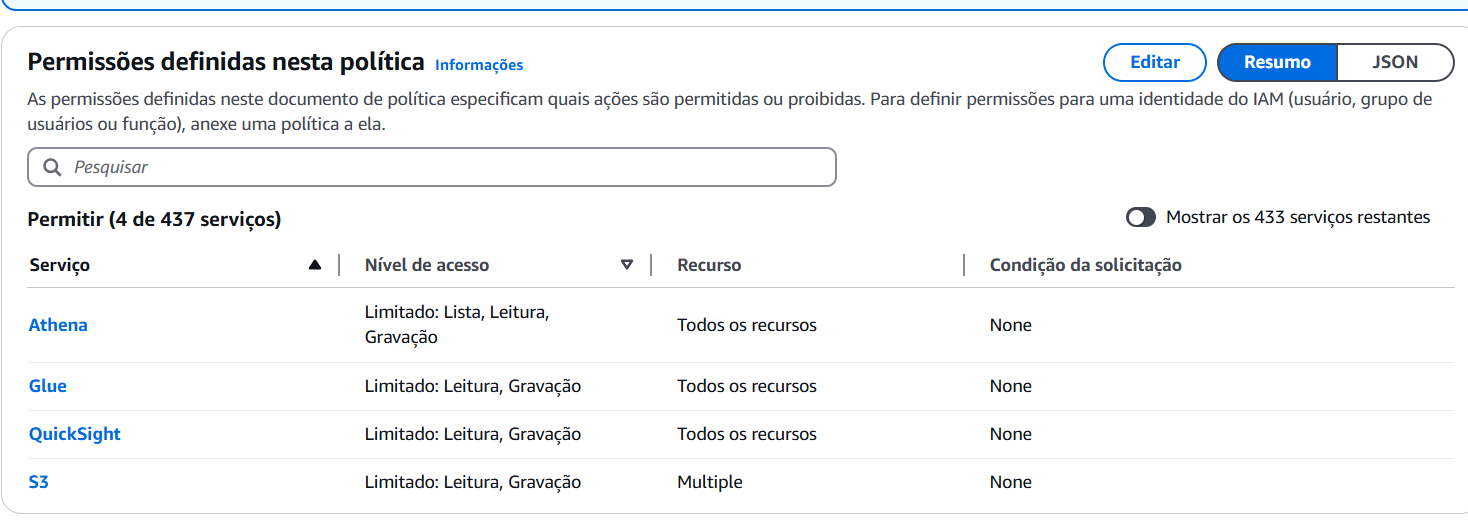 Permissões definidas nesta política Informações
Editar Resumo JSON
As permissões definidas neste documento de política especificam quais ações são permitidas ou proibidas. Para definir permissões para uma identidade do IAM (usuário, grupo de
usuários ou função), anexe uma política a ela.
Pesquisar
Permitir (4 de 437 serviços)
Mostrar os 433 serviços restantes
Serviço Nível de acesso Recurso Condição da solicitação
Athena Limitado: Lista, Leitura, Todos os recursos None
Gravação
Glue Limitado: Leitura, Gravação Todos os recursos None
QuickSight Limitado: Leitura, Gravação Todos os recursos None
S3 Limitado: Leitura, Gravação Multiple None